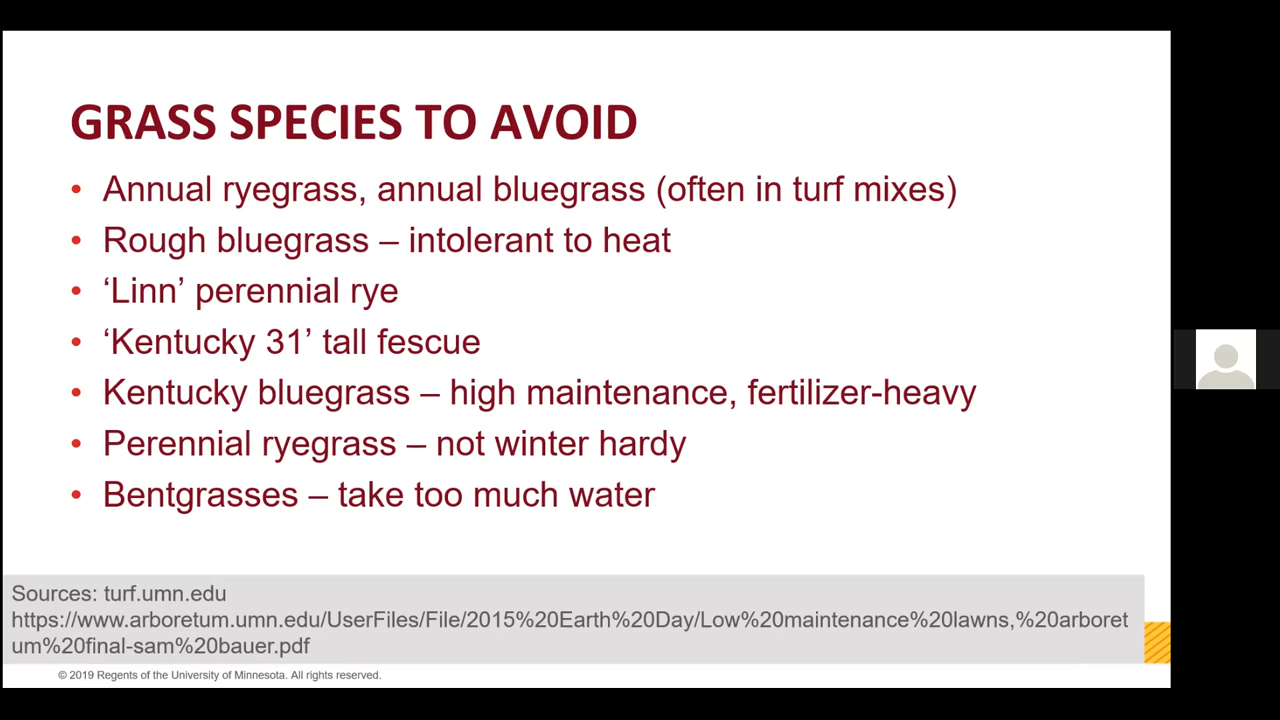 GRASS SPECIES TO AVOID
• Annual ryegrass, annual bluegrass (often in turf mixes)
• Rough bluegrass – intolerant to heat
• ‘Linn’ perennial rye
• ‘Kentucky 31’ tall fescue
• Kentucky bluegrass – high maintenance, fertilizer-heavy
• Perennial ryegrass – not winter hardy
• Bentgrasses – take too much water
Sources: turf.umn.edu
https://www.arboretum.umn.edu/UserFiles/File/2015%20Earth%20Day/Low%20maintenance%20lawns,%20arboret
um%20final-sam%20bauer.pdf
© 2019 Regents of the University of Minnesota. All rights reserved.